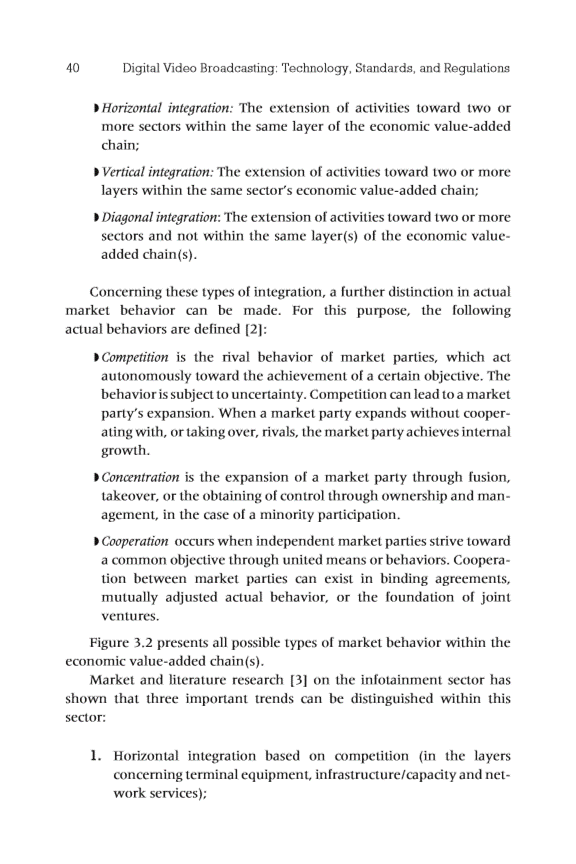 40 Digital Video Broadcasting: Technology, Standards, and Regulations
◗ Horizontal integration: The extension of activities toward two or
more sectors within the same layer of the economic value-added
chain;
◗ Vertical integration: The extension of activities toward two or more
layers within the same sector's economic value-added chain;
◗ Diagonal integration: The extension of activities toward two or more
sectors and not within the same layer(s) of the economic value-
added chain(s).
Concerning these types of integration, a further distinction in actual
market behavior can be made. For this purpose, the following
actual behaviors are defined [2]:
◗ Competition is the rival behavior of market parties, which act
autonomously toward the achievement of a certain objective. The
behavior is subject to uncertainty. Competition can lead to a market
party's expansion. When a market party expands without cooper-
ating with, or taking over, rivals, the market party achieves internal
growth.
◗ Concentration is the expansion of a market party through fusion,
takeover, or the obtaining of control through ownership and man-
agement, in the case of a minority participation.
◗ Cooperation occurs when independent market parties strive toward
a common objective through united means or behaviors. Coopera-
tion between market parties can exist in binding agreements,
mutually adjusted actual behavior, or the foundation of joint
ventures.
Figure 3.2 presents all possible types of market behavior within the
economic value-added chain(s).
Market and literature research [3] on the infotainment sector has
shown that three important trends can be distinguished within this
sector:
1. Horizontal integration based on competition (in the layers
concerning terminal equipment, infrastructure/capacity and net-
work services);